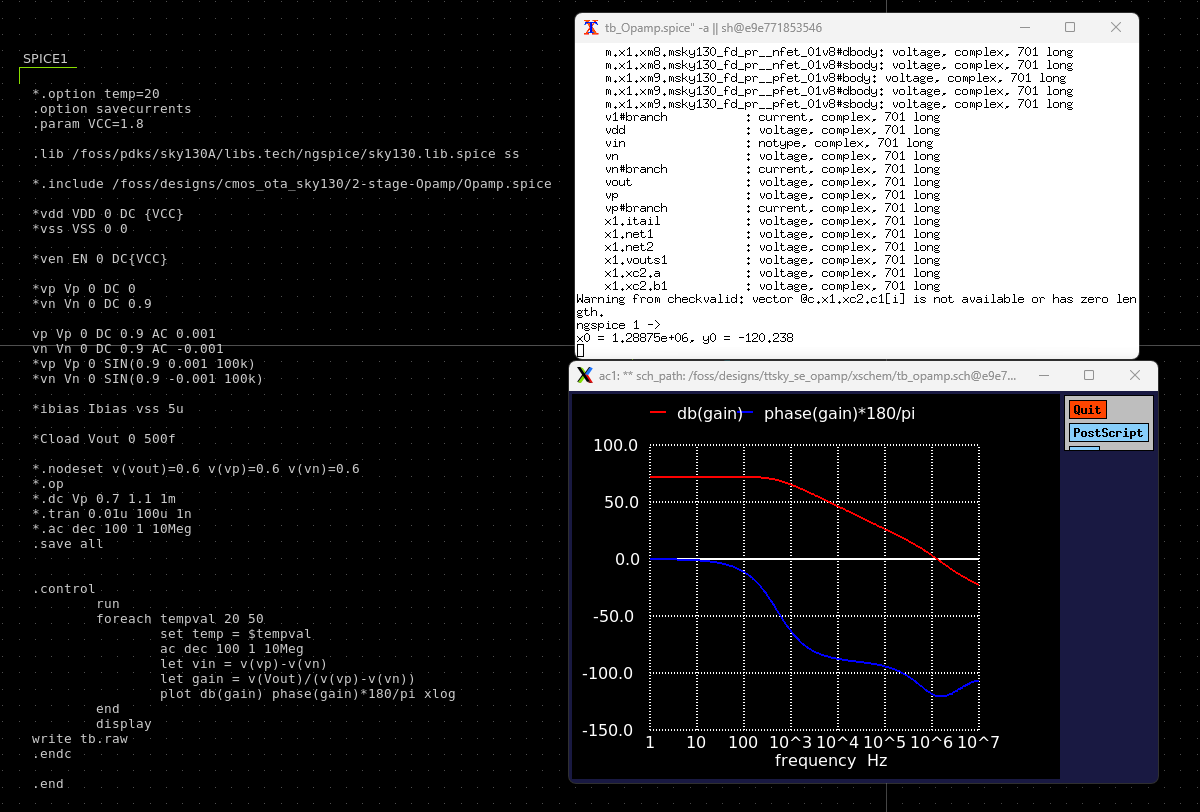 SPICE1
*.option temp=20
.option savecurrents
.param VCC=1.8
.lib /foss/pdks/sky130A/libs.tech/ngspice/sky130.lib.spice ss
*.include /foss/designs/cmos_ota_sky130/2-stage-Opamp/Opamp.spice
*vdd VDD 0 DC {VCC}
*vss VSS 0 0
*ven EN 0 DC{VCC}
*vp Vp 0 DC 0
*vn Vn 0 DC 0.9
vp Vp 0 DC 0.9 AC 0.001
vn Vn 0 DC 0.9 AC -0.001
*vp Vp 0 SIN(0.9 0.001 100k)
*vn Vn 0 SIN(0.9 -0.001 100k)
*ibias Ibias vss 5u
*Cload Vout 0 500f
*.nodeset v(vout)=0.6 v(vp)=0.6 v(vn)=0.6
*.op
*.dc Vp 0.7 1.1 1m
*.tran 0.01u 100u 1n
*.ac dec 100 1 10Meg
.save all
.control
run
foreach tempval 20 50
set temp = $tempval
ac dec 100 1 10Meg
let vin = v(vp)-v(vn)
let gain = v(Vout)/(v(vp)-v(vn))
plot db(gain) phase(gain)*180/pi xlog
end
display
write tb.raw
.endc
.end
tb_Opamp.spice" -a || sh@e9e771853546
m.x1.xm8.msky130_fd_pr__nfet_01v8#dbody: voltage, complex, 701 long
m.x1.xm8.msky130_fd_pr__nfet_01v8#sbody: voltage, complex, 701 long
m.x1.xm9.msky130_fd_pr__pfet_01v8#body: voltage, complex, 701 long
m.x1.xm9.msky130_fd_pr__pfet_01v8#dbody: voltage, complex, 701 long
m.x1.xm9.msky130_fd_pr__pfet_01v8#sbody: voltage, complex, 701 long
v1#branch : current, complex, 701 long
vdd : voltage, complex, 701 long
vin : notype, complex, 701 long
vn : voltage, complex, 701 long
vn#branch : current, complex, 701 long
vout : voltage, complex, 701 long
vp : voltage, complex, 701 long
vp#branch : current, complex, 701 long
x1.itail : voltage, complex, 701 long
x1.net1 : voltage, complex, 701 long
x1.net2 : voltage, complex, 701 long
x1.vouts1 : voltage, complex, 701 long
x1.xc2.a : voltage, complex, 701 long
x1.xc2.b1 : voltage, complex, 701 long
Warning from checkvalid: vector @c.x1.xc2.c1[i] is not available or has zero len
gth.
ngspice 1 ->
x0 = 1.28875e+06, y0 = -120.238
ac1: ** sch_path: /foss/designs/ttsky_se_opamp/xschem/tb_opamp.sch@e9e7...
db(gain) phase(gain)*180/pi
Quit
PostScript
100.0
50.0
0.0
-50.0
-100.0
-150.0
1 10 100 10^3 10^4 10^5 10^6 10^7
frequency Hz